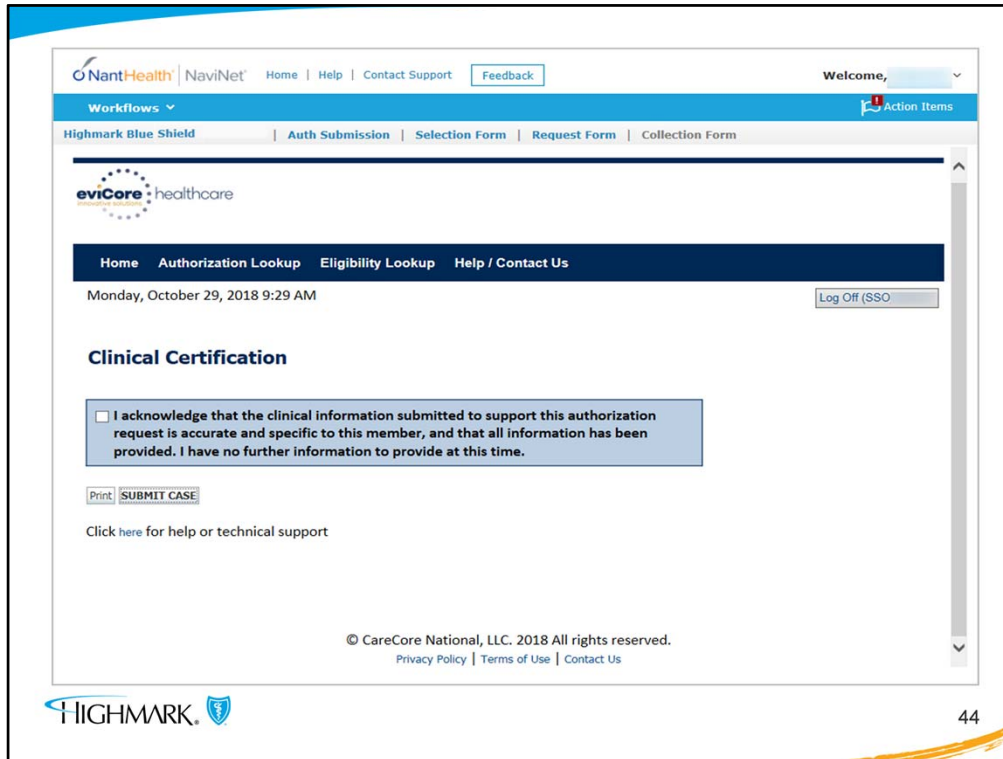 NantHealth | NaviNet Home | Help | Contact Support Feedback Welcome,
Workflows Action Items
Highmark Blue Shield | Auth Submission | Selection Form | Request Form | Collection Form
eviCore healthcare
innovative solutions
Home Authorization Lookup Eligibility Lookup Help / Contact Us
Monday, October 29, 2018 9:29 AM
Log Off (SSO
Clinical Certification
I acknowledge that the clinical information submitted to support this authorization
request is accurate and specific to this member, and that all information has been
provided. I have no further information to provide at this time.
Print SUBMIT CASE
Click here for help or technical support
© CareCore National, LLC. 2018 All rights reserved.
Privacy Policy | Terms of Use | Contact Us
HIGHMARK.
44